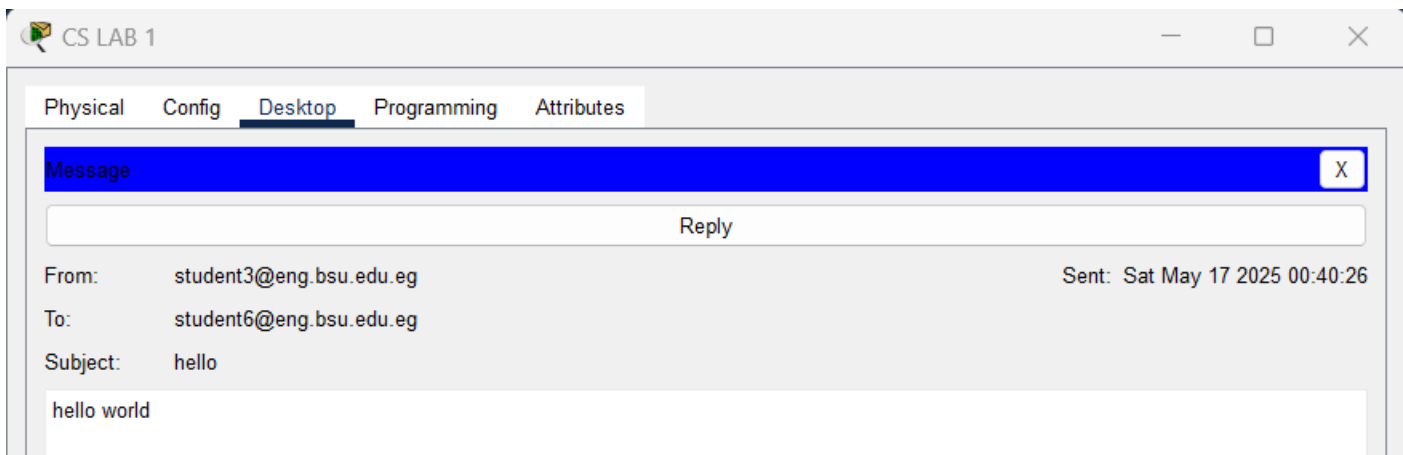 CS LAB 1
Physical Config Desktop Programming Attributes
Message X
Reply
From: student3@eng.bsu.edu.eg Sent: Sat May 17 2025 00:40:26
To: student6@eng.bsu.edu.eg
Subject: hello
hello world